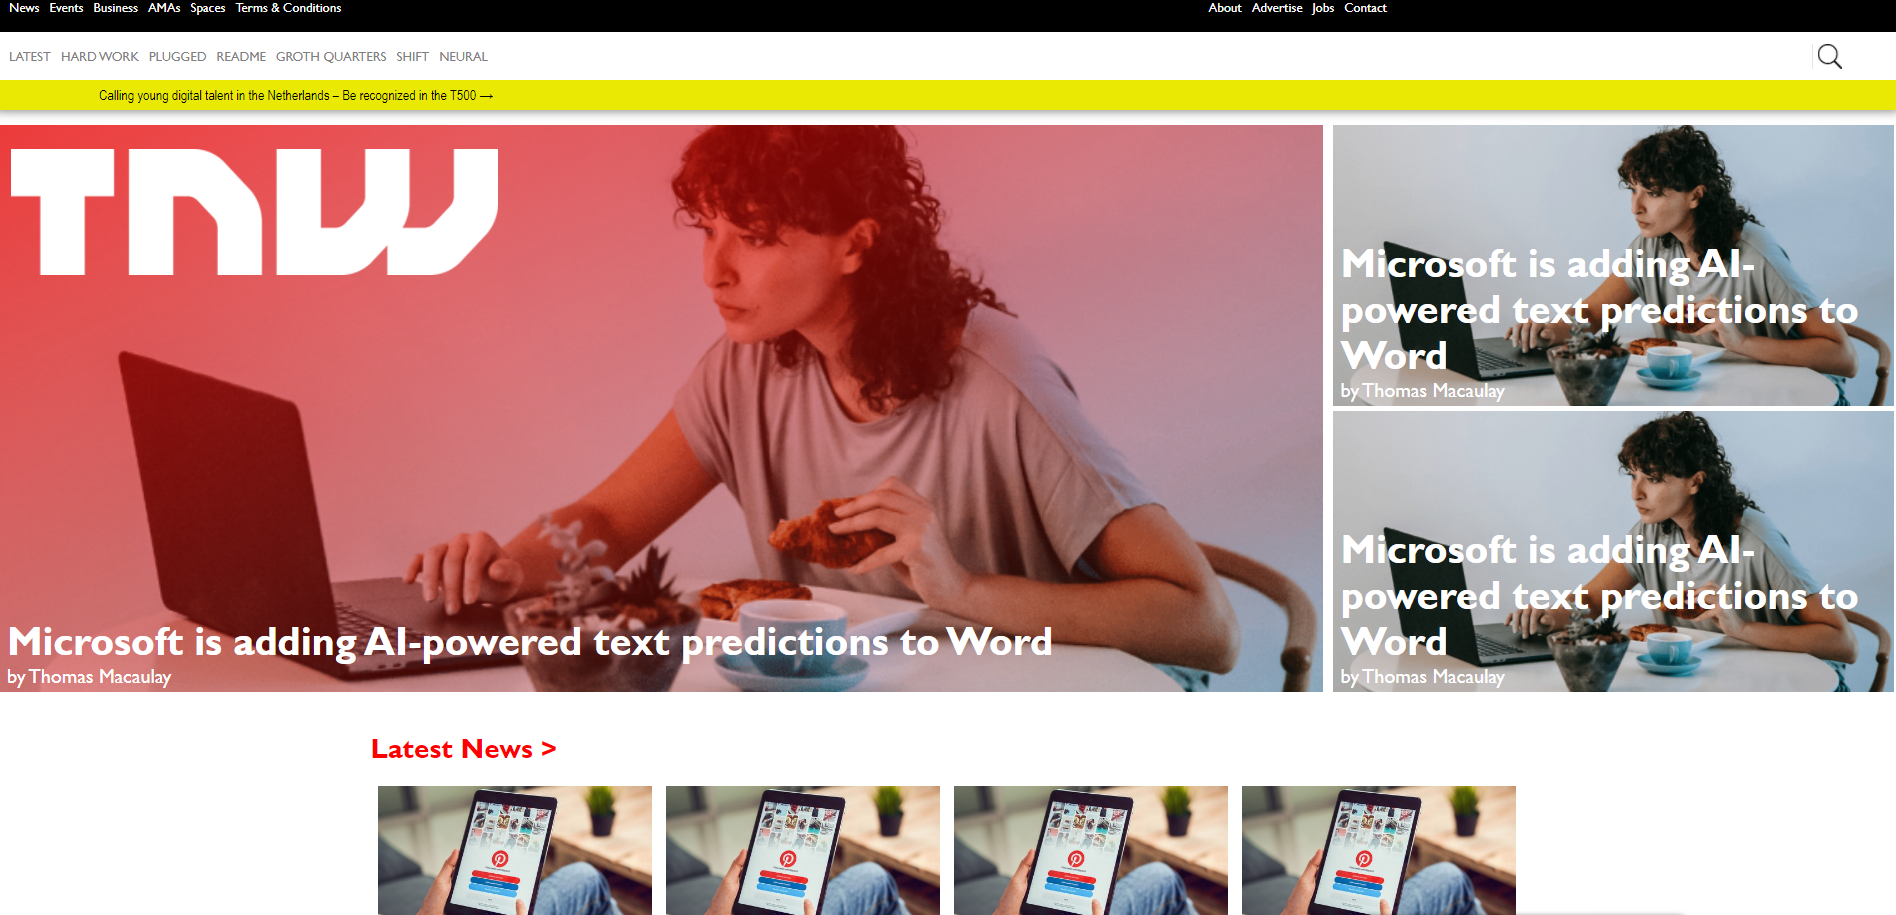 News Events Business AMAs Spaces Terms & Conditions
About Advertise Jobs Contact
LATEST HARD WORK PLUGGED README GROTH QUARTERS SHIFT NEURAL
Calling young digital talent in the Netherlands – Be recognized in the T500 →
TNW
Microsoft is adding AI-powered text predictions to Word
by Thomas Macaulay
Microsoft is adding AI-
powered text predictions to
Word
by Thomas Macaulay
Microsoft is adding AI-
powered text predictions to
Word
by Thomas Macaulay
Latest News >